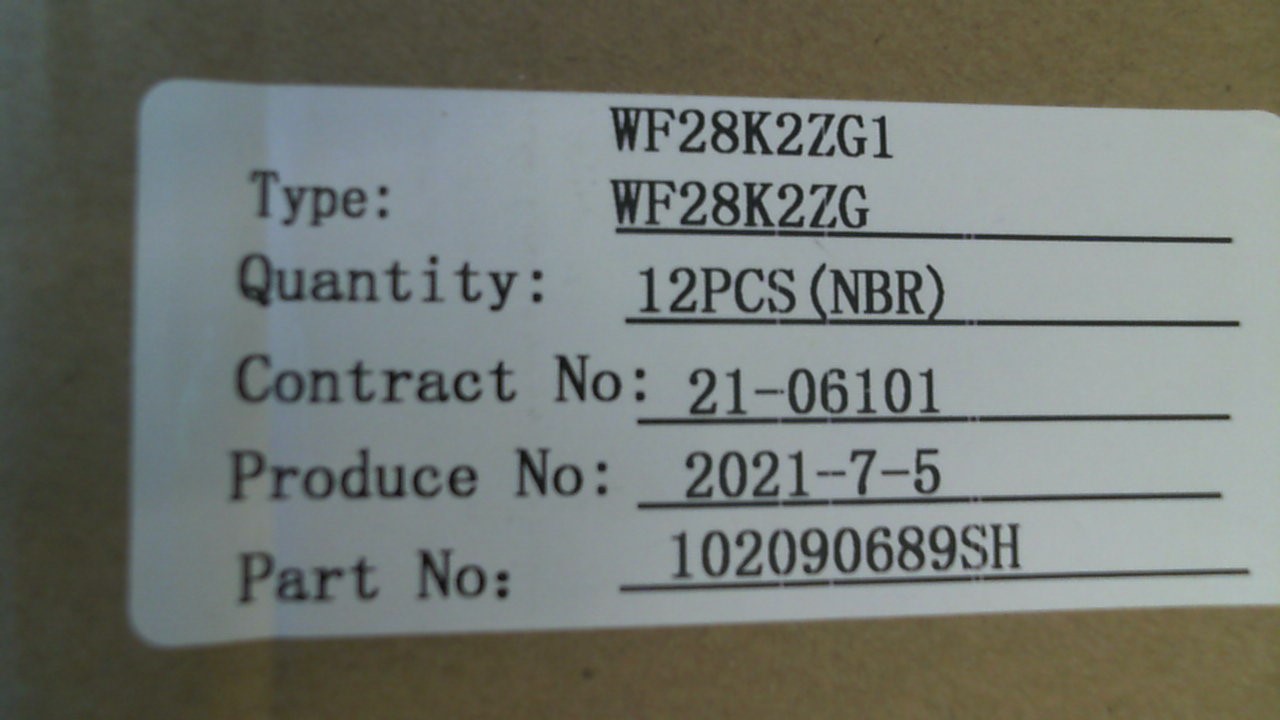 WF28K2ZG1
Type: WF28K2ZG
Quantity: 12PCS(NBR)
Contract No: 21-06101
Produce No: 2021-7-5
Part No: 102090689SH